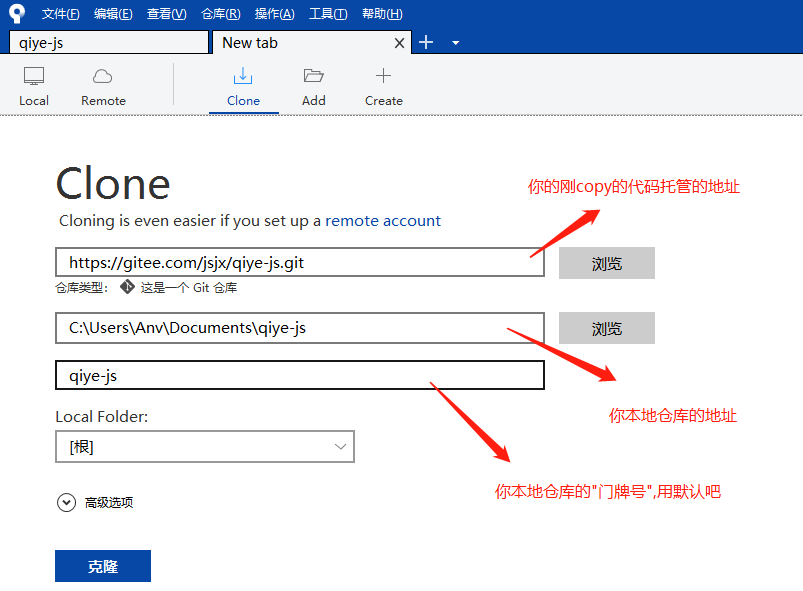 文件(F) 编辑(E) 查看(V) 仓库(R) 操作(A) 工具(T) 帮助(H)
qiye-js New tab
Local Remote Clone Add Create
Clone
你的刚copy的代码托管的地址
Cloning is even easier if you set up a remote account
https://gitee.com/jsjx/qiye-js.git 浏览
仓库类型: 这是一个 Git 仓库
C:\Users\Anv\Documents\qiye-js 浏览
qiye-js
你本地仓库的地址
Local Folder:
[根]
你本地仓库的"门牌号",用默认吧
高级选项
克隆